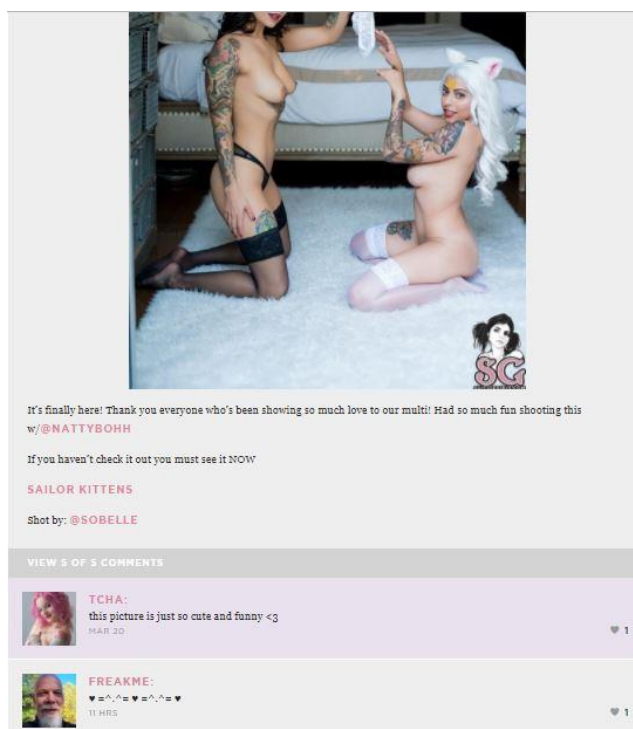 SG
It's finally here! Thank you everyone who's been showing so much love to our multi! Had so much fun shooting this
w/@NATTYBOHH
If you haven't check it out you must see it NOW
SAILOR KITTENS
Shot by: @SOBELLE
VIEW 5 OF 5 COMMENTS
TCHA:
this picture is just so cute and funny <3
MAR 20
1
FREAKME:
♥ =^.^= ♥ =^.^= ♥
11 HRS
1